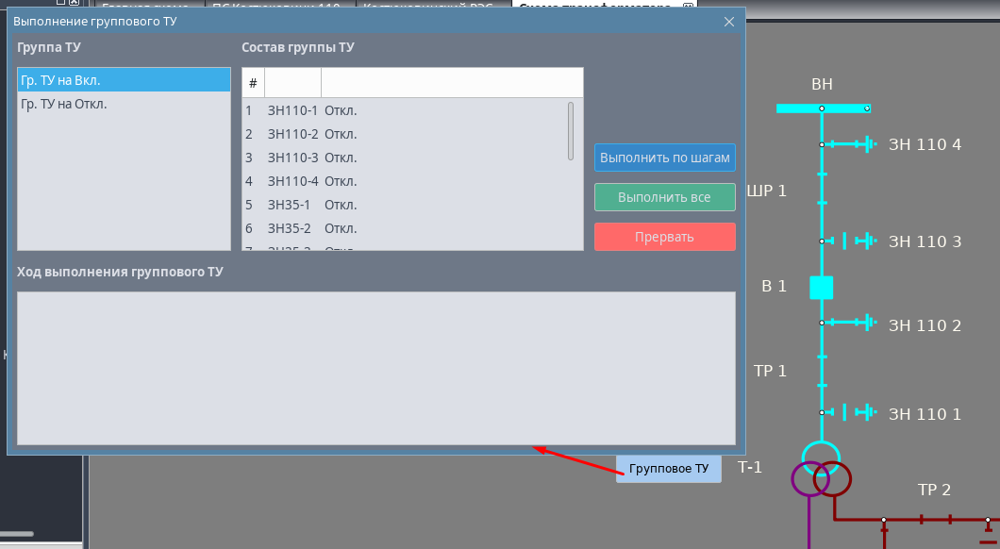 Выполнение группового ТУ
Группа ТУ
Состав группы ТУ
Гр. ТУ на Вкл.
Гр. ТУ на Откл.
#
1 ЗН110-1 Откл.
2 ЗН110-2 Откл.
3 ЗН110-3 Откл.
4 ЗН110-4 Откл.
5 ЗН35-1 Откл.
6 ЗН35-2 Откл.
Выполнить по шагам
Выполнить все
Прервать
Ход выполнения группового ТУ
Групповое ТУ
ВН
ЗН 110 4
ШР 1
ЗН 110 3
В 1
ЗН 110 2
ТР 1
ЗН 110 1
Т-1
ТР 2